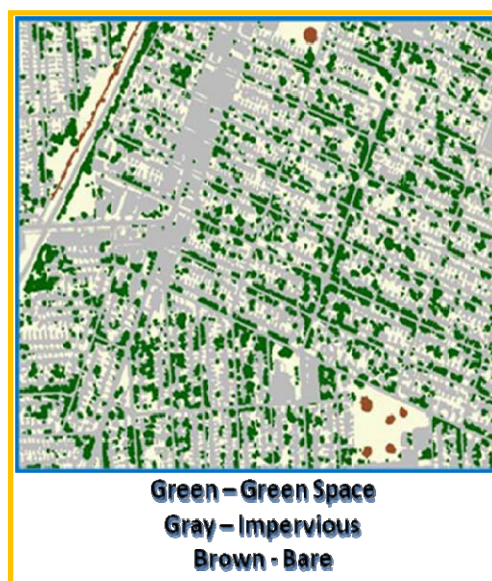 Green – Green Space
Gray – Impervious
Brown - Bare